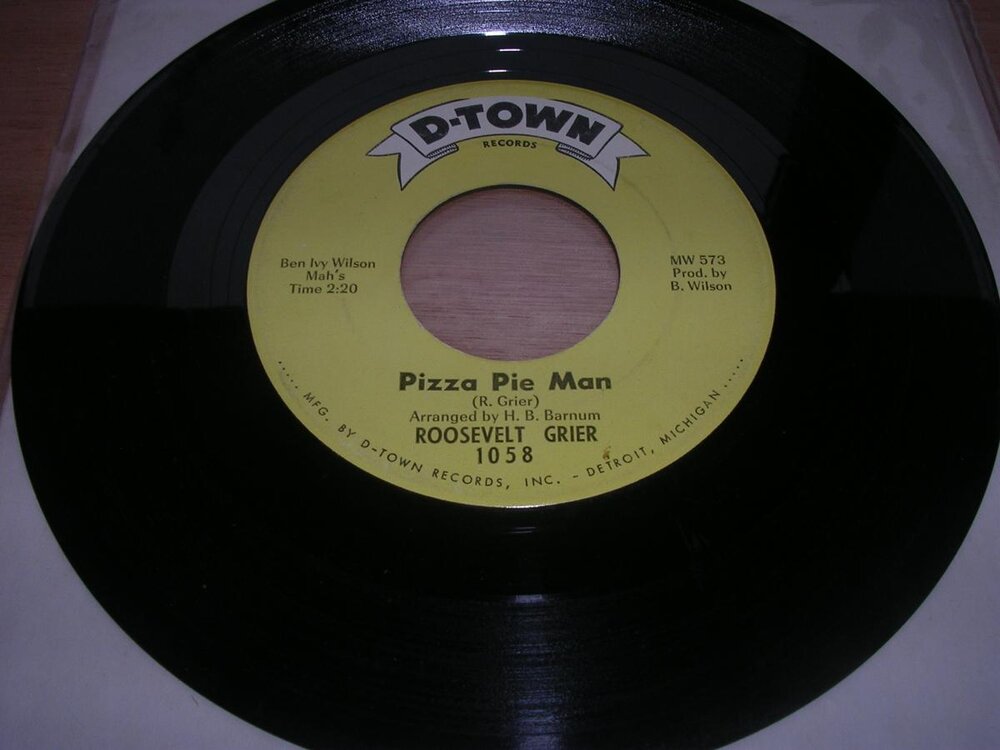 D-TOWN
RECORDS
Ben Ivy Wilson
Mah's
Time 2:20
MW 573
Prod. by
B. Wilson
Pizza Pie Man
(R. Grier)
Arranged by H. B. Barnum
ROOSEVELT GRIER
1058
..... MFG. BY D-TOWN RECORDS, INC. - DETROIT, MICHIGAN .....